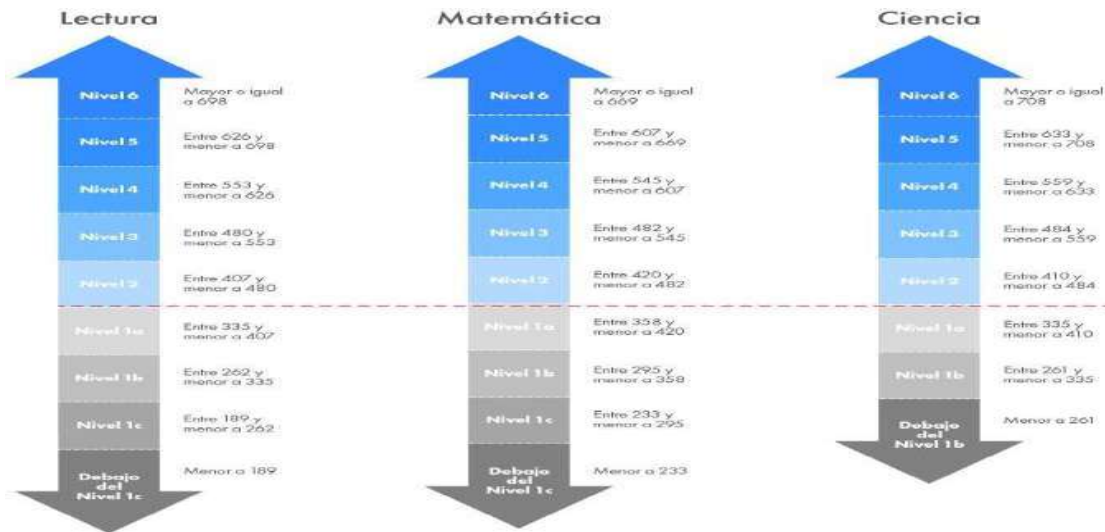 Lectura
Nivel 6
Mayor o igual
a 698
Nivel 5
Entre 626 y
menor a 698
Nivel 4
Entre 553 y
menor a 626
Nivel 3
Entre 480 y
menor a 553
Nivel 2
Entre 407 y
menor a 480
Nivel 1a
Entre 335 y
menor a 407
Nivel 1b
Entre 262 y
menor a 335
Nivel 1c
Entre 189 y
menor a 262
Debajo
del
Nivel 1c
Menor a 189
Matemática
Nivel 6
Mayor o igual
a 669
Nivel 5
Entre 607 y
menor a 669
Nivel 4
Entre 545 y
menor a 607
Nivel 3
Entre 482 y
menor a 545
Nivel 2
Entre 420 y
menor a 482
Nivel 1a
Entre 358 y
menor a 420
Nivel 1b
Entre 295 y
menor a 358
Nivel 1c
Entre 233 y
menor a 295
Debajo
del
Nivel 1c
Menor a 233
Ciencia
Nivel 6
Mayor o igual
a 708
Nivel 5
Entre 633 y
menor a 708
Nivel 4
Entre 559 y
menor a 633
Nivel 3
Entre 484 y
menor a 559
Nivel 2
Entre 410 y
menor a 484
Nivel 1a
Entre 335 y
menor a 410
Nivel 1b
Entre 261 y
menor a 335
Debajo
del
Nivel 1b
Menor a 261